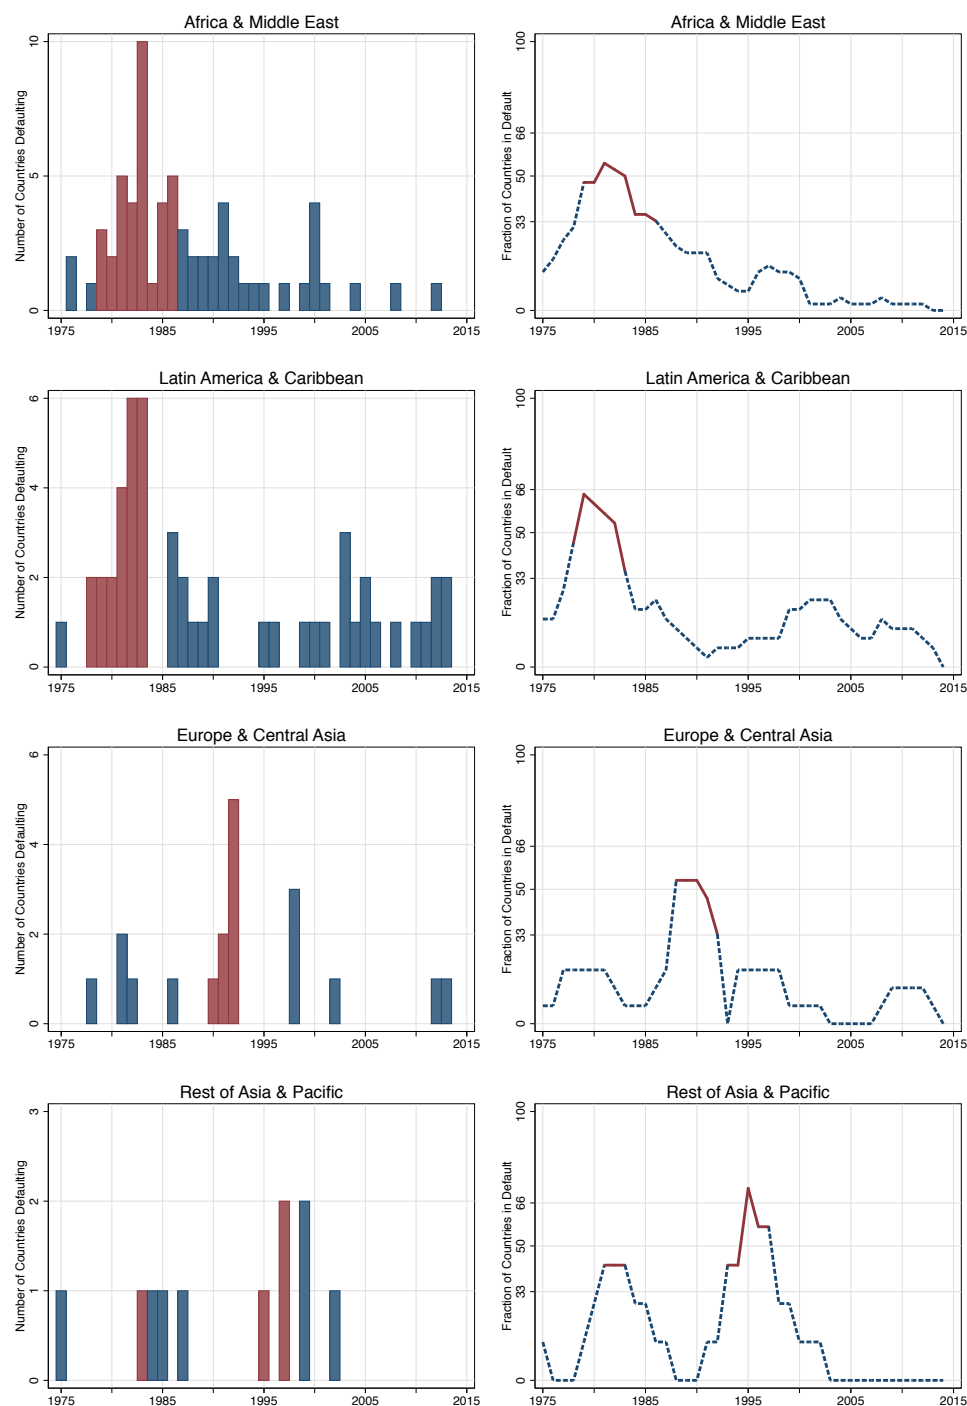 Africa & Middle East
Number of Countries Defaulting
10
5
0
1975 1985 1995 2005 2015
Africa & Middle East
Fraction of Countries in Default
100
66
50
33
0
1975 1985 1995 2005 2015
Latin America & Caribbean
Number of Countries Defaulting
6
4
2
0
1975 1985 1995 2005 2015
Latin America & Caribbean
Fraction of Countries in Default
100
66
50
33
0
1975 1985 1995 2005 2015
Europe & Central Asia
Number of Countries Defaulting
6
4
2
0
1975 1985 1995 2005 2015
Europe & Central Asia
Fraction of Countries in Default
100
66
50
33
0
1975 1985 1995 2005 2015
Rest of Asia & Pacific
Number of Countries Defaulting
3
2
1
0
1975 1985 1995 2005 2015
Rest of Asia & Pacific
Fraction of Countries in Default
100
66
50
33
0
1975 1985 1995 2005 2015